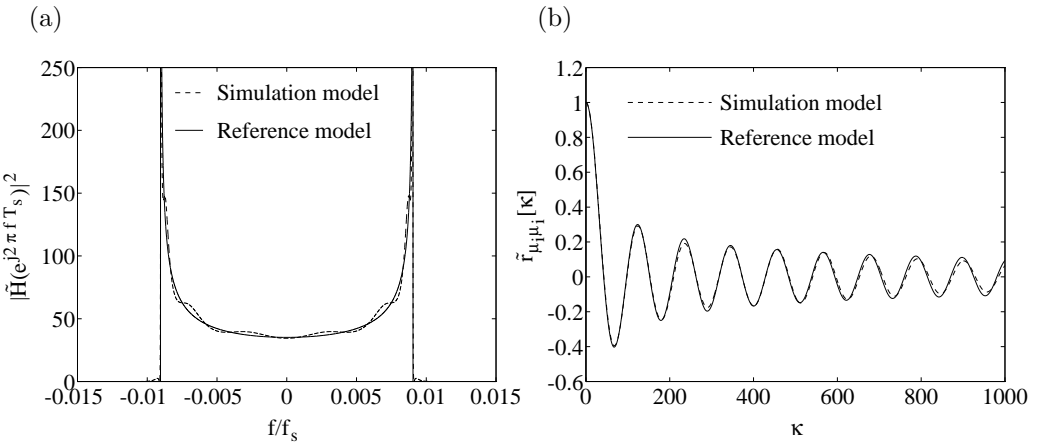 (a)
(b)
250
200
150
100
50
0
-0.015
-0.01
-0.005
0
0.005
0.01
0.015
|H̃(e^{j2 π f T_s})|^2
f/f_s
Simulation model
Reference model
1.2
1
0.8
0.6
0.4
0.2
0
-0.2
-0.4
-0.6
0
200
400
600
800
1000
r̃_{μ_i μ_i}[κ]
κ
Simulation model
Reference model